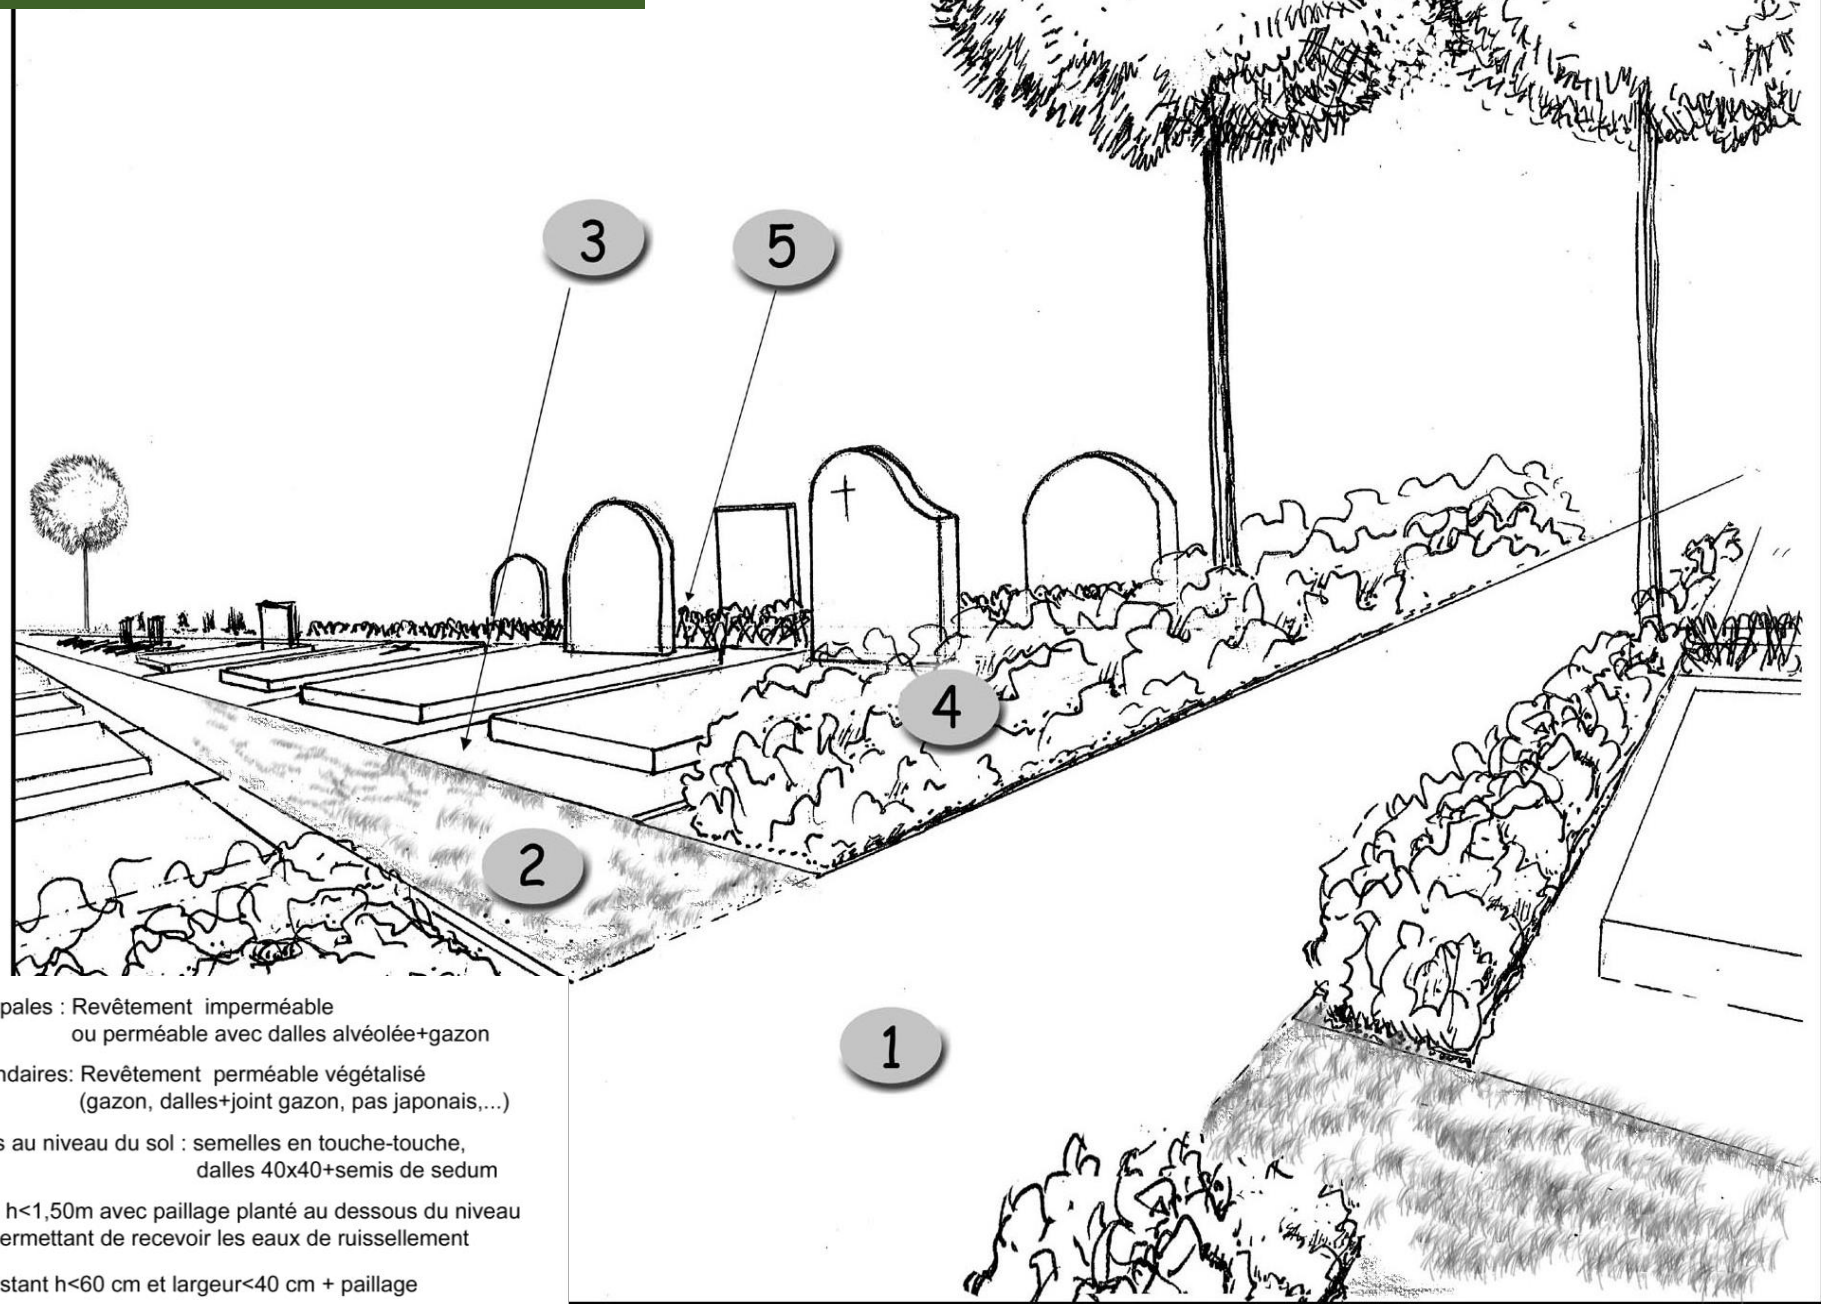 3
5
4
2
1
pales : Revêtement imperméable
ou perméable avec dalles alvéolée+gazon
ndaires: Revêtement perméable végétalisé
(gazon, dalles+joint gazon, pas japonais,...)
s au niveau du sol : semelles en touche-touche,
dalles 40x40+semis de sedum
h<1,50m avec paillage planté au dessous du niveau
ermettant de recevoir les eaux de ruissellement
stant h<60 cm et largeur<40 cm + paillage